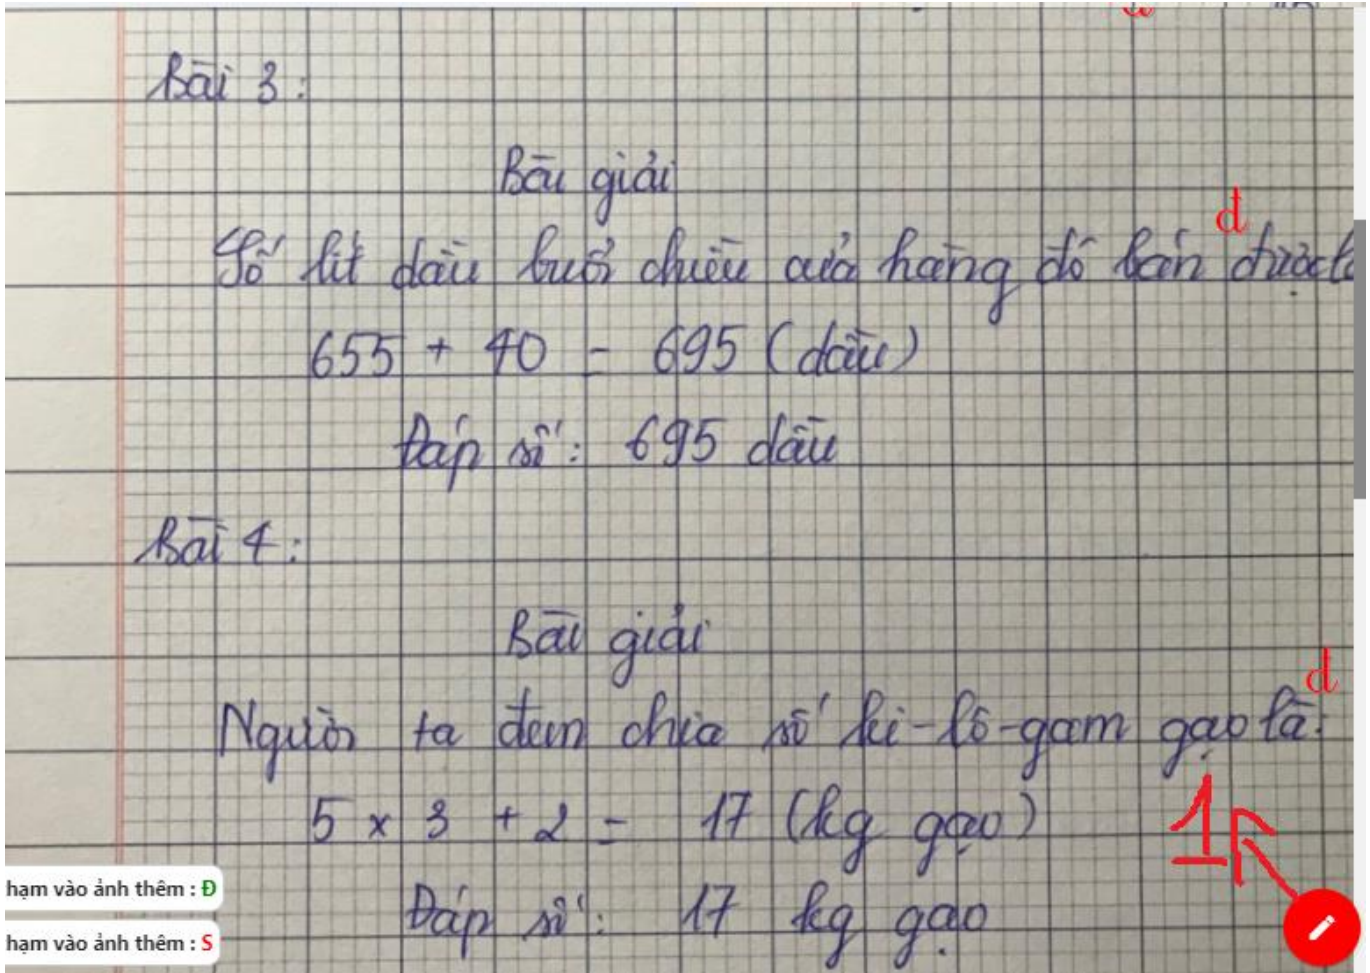 Bài 3:
Bài giải
đ
Số lít dầu buổi chiều cửa hàng đó bán được
655 + 40 = 695 (dầu)
Đáp số: 695 dầu
Bài 4:
Bài giải
đ
Người ta đem chia số ki-lô-gam gạo là:
5 x 3 + 2 = 17 (kg gạo)
1
hạm vào ảnh thêm : Đ
Đáp số: 17 kg gạo
hạm vào ảnh thêm : S